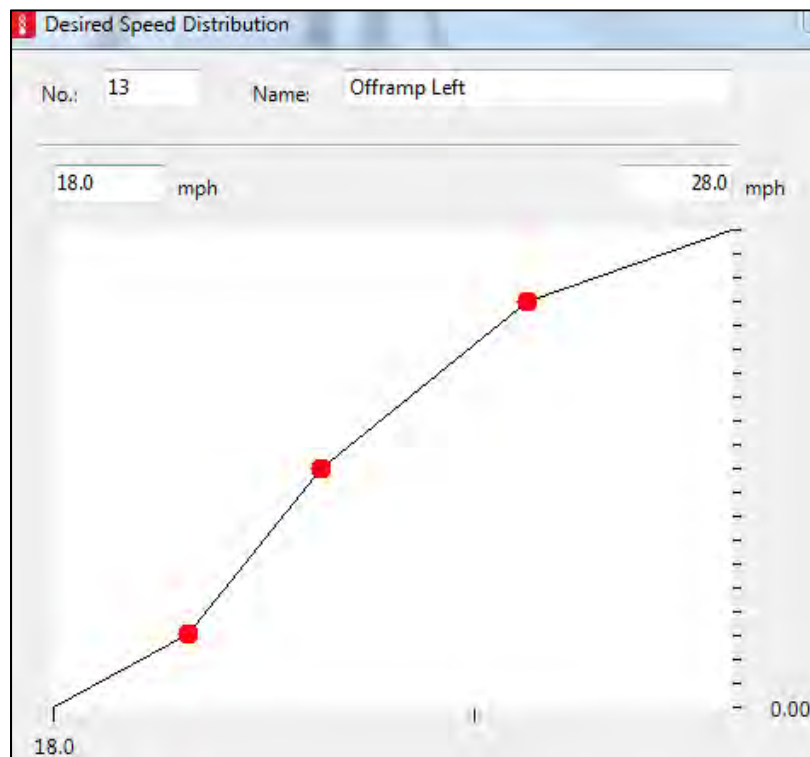 Desired Speed Distribution
No.: 13 Name: Offramp Left
18.0 mph 28.0 mph
0.00
18.0